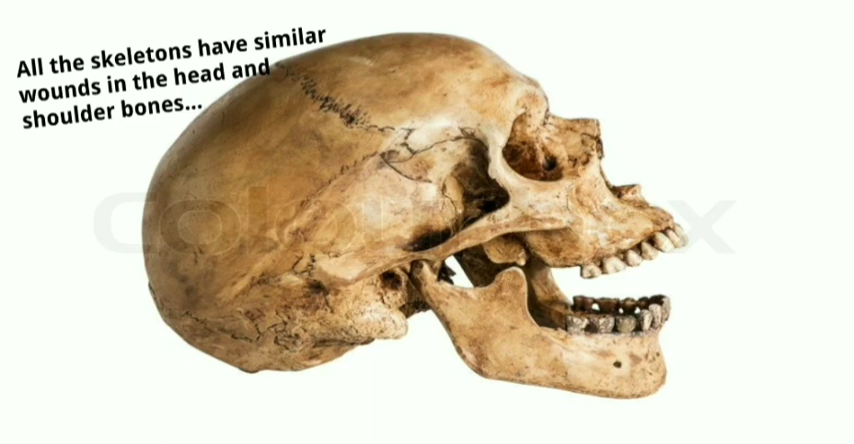 All the skeletons have similar
wounds in the head and
shoulder bones...